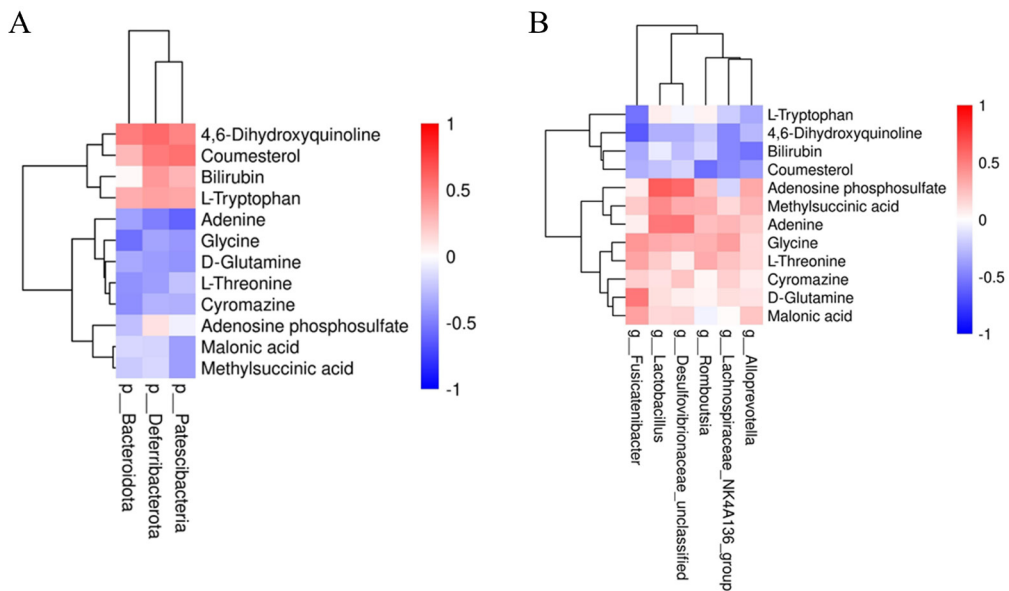 A
1
0.5
0
-0.5
-1
4,6-Dihydroxyquinoline
Coumesterol
Bilirubin
L-Tryptophan
Adenine
Glycine
D-Glutamine
L-Threonine
Cyromazine
Adenosine phosphosulfate
Malonic acid
Methylsuccinic acid
p__Bacteroidota
p__Deferribacterota
p__Patescibacteria
B
1
0.5
0
-0.5
-1
L-Tryptophan
4,6-Dihydroxyquinoline
Bilirubin
Coumesterol
Adenosine phosphosulfate
Methylsuccinic acid
Adenine
Glycine
L-Threonine
Cyromazine
D-Glutamine
Malonic acid
g__Fusicatenibacter
g__Lactobacillus
g__Desulfovibrionaceae_unclassified
g__Romboutsia
g__Lachnospiraceae_NK4A136_group
g__Alloprevotella